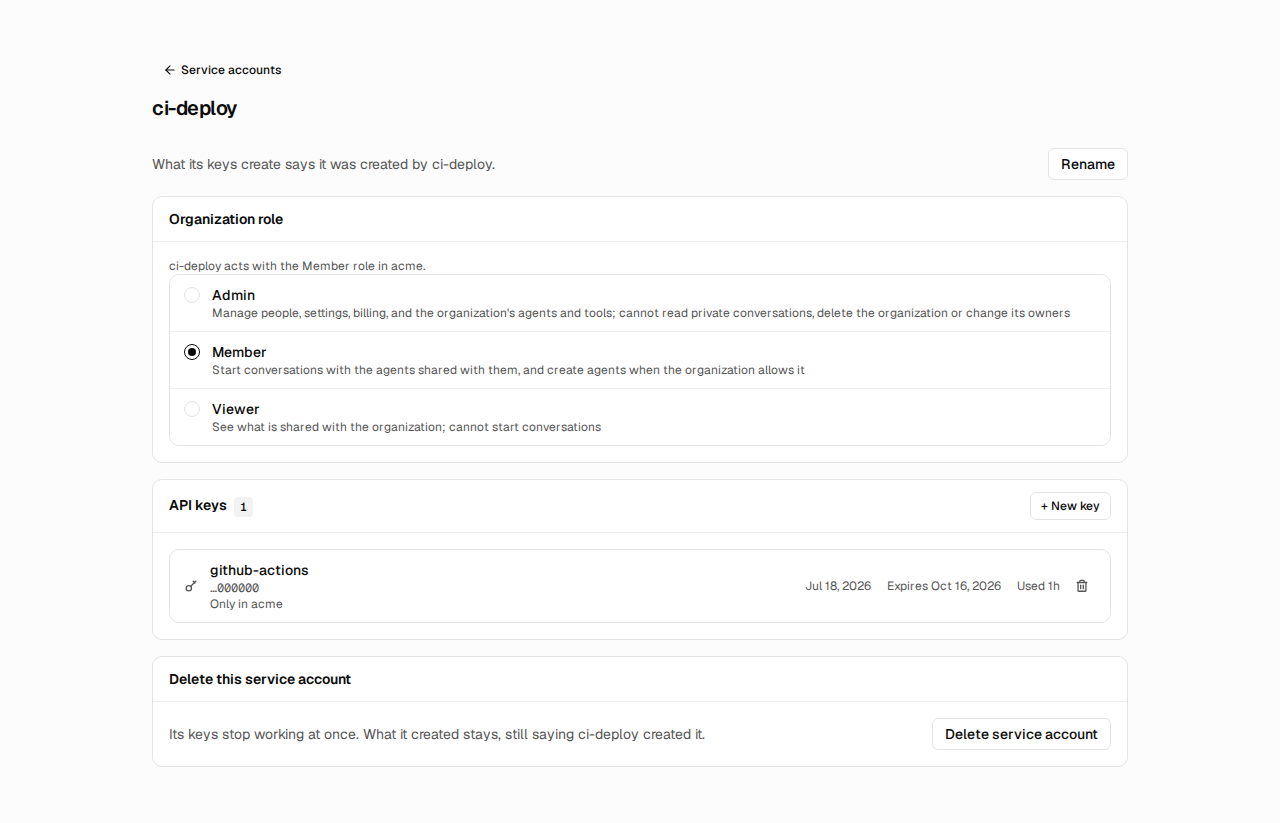 Service accounts
ci-deploy
What its keys create says it was created by ci-deploy.
Rename
Organization role
ci-deploy acts with the Member role in acme.
Admin
Manage people, settings, billing, and the organization's agents and tools; cannot read private conversations, delete the organization or change its owners
Member
Start conversations with the agents shared with them, and create agents when the organization allows it
Viewer
See what is shared with the organization; cannot start conversations
API keys 1
+ New key
github-actions
…000000
Only in acme
Jul 18, 2026 Expires Oct 16, 2026 Used 1h
Delete this service account
Its keys stop working at once. What it created stays, still saying ci-deploy created it.
Delete service account